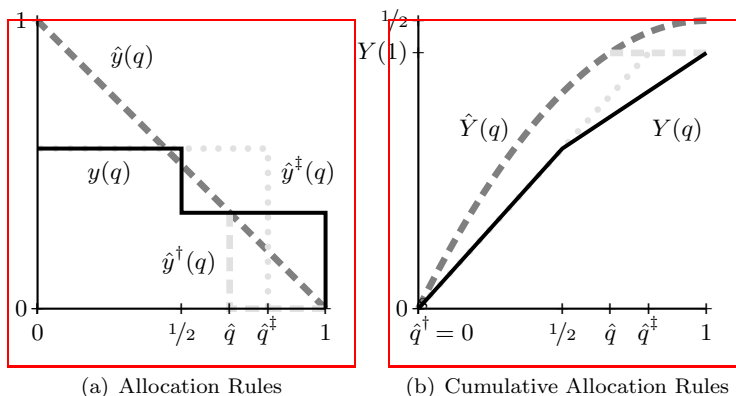 1
ŷ(q)
y(q)
ŷ‡(q)
ŷ†(q)
0
0 1/2 q̂ q̂‡ 1
(a) Allocation Rules
1/2
Y(1)
Ŷ(q)
Y(q)
0
q̂† = 0 1/2 q̂ q̂‡ 1
(b) Cumulative Allocation Rules